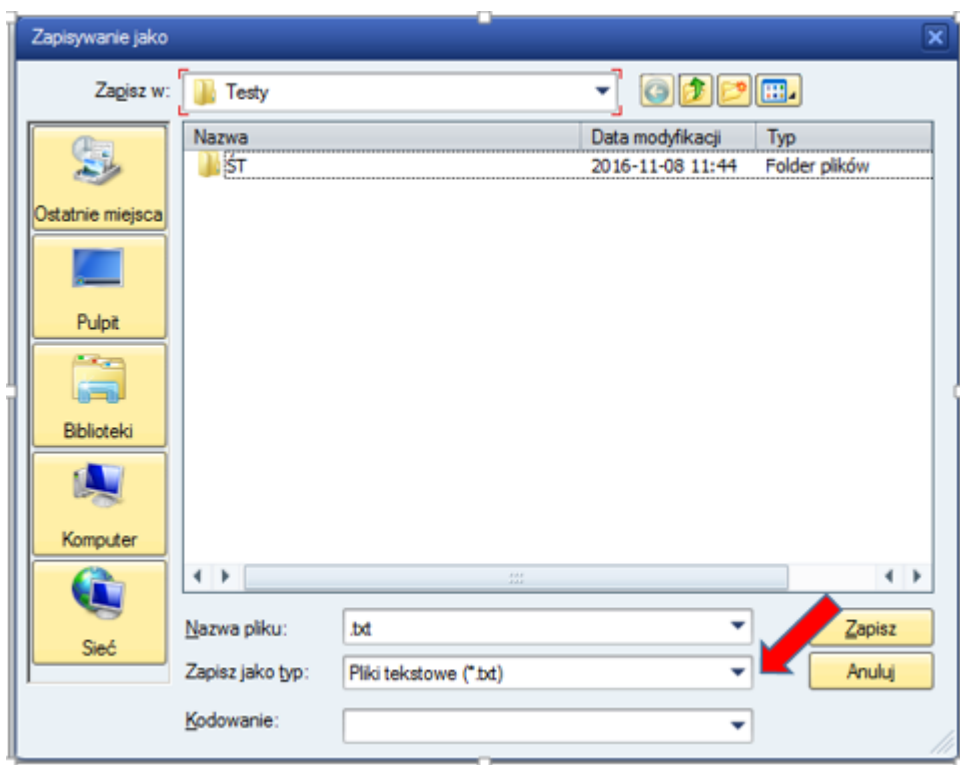 Zapisywanie jako
Zapisz w: Testy
Nazwa Data modyfikacji Typ
ŚT 2016-11-08 11:44 Folder plików
Ostatnie miejsca
Pulpit
Biblioteki
Komputer
Sieć
Nazwa pliku: .txt Zapisz
Zapisz jako typ: Pliki tekstowe (*.txt) Anuluj
Kodowanie: